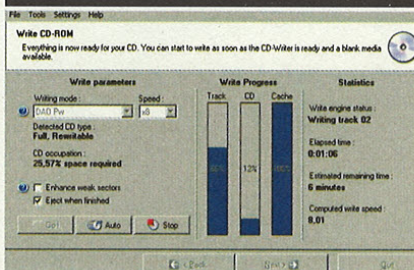 File Tools Settings Help
Write CD-ROM
Everything is now ready for your CD. You can start to write as soon as the CD-Writer is ready and a blank media
available.
Write parameters
Writing mode : Speed :
DAO Pw x8
Detected CD type :
Full, Rewritable
CD occupation :
25,57% space required
Enhance weak sectors
Eject when finished
Go! Auto Stop
Write Progress
Track CD Cache
12%
Statistics
Write engine status :
Writing track 02
Elapsed time :
0:01:06
Estimated remaining time :
6 minutes
Computed write speed :
8,01
< Back Next > Quit